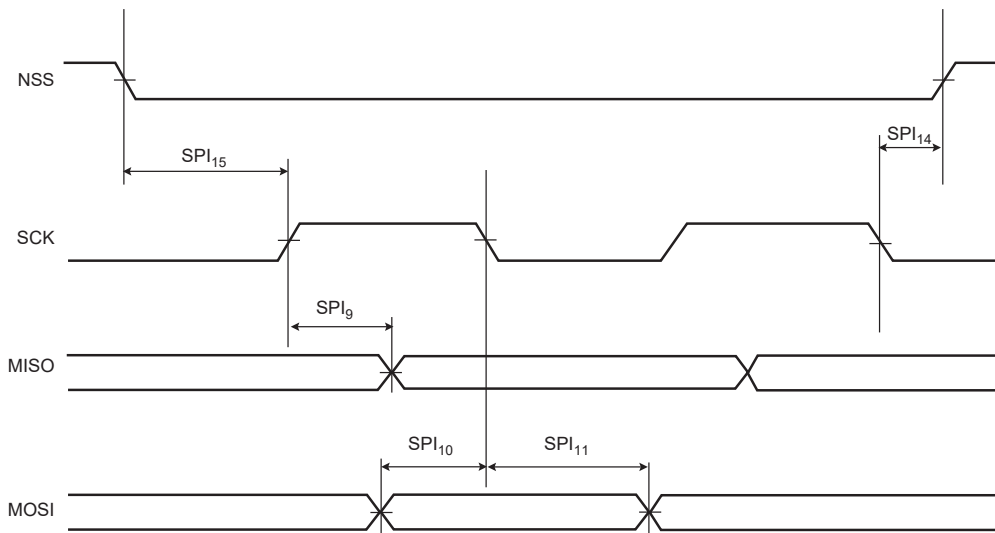 NSS
SPI₁₅
SPI₁₄
SCK
SPI₉
MISO
SPI₁₀
SPI₁₁
MOSI